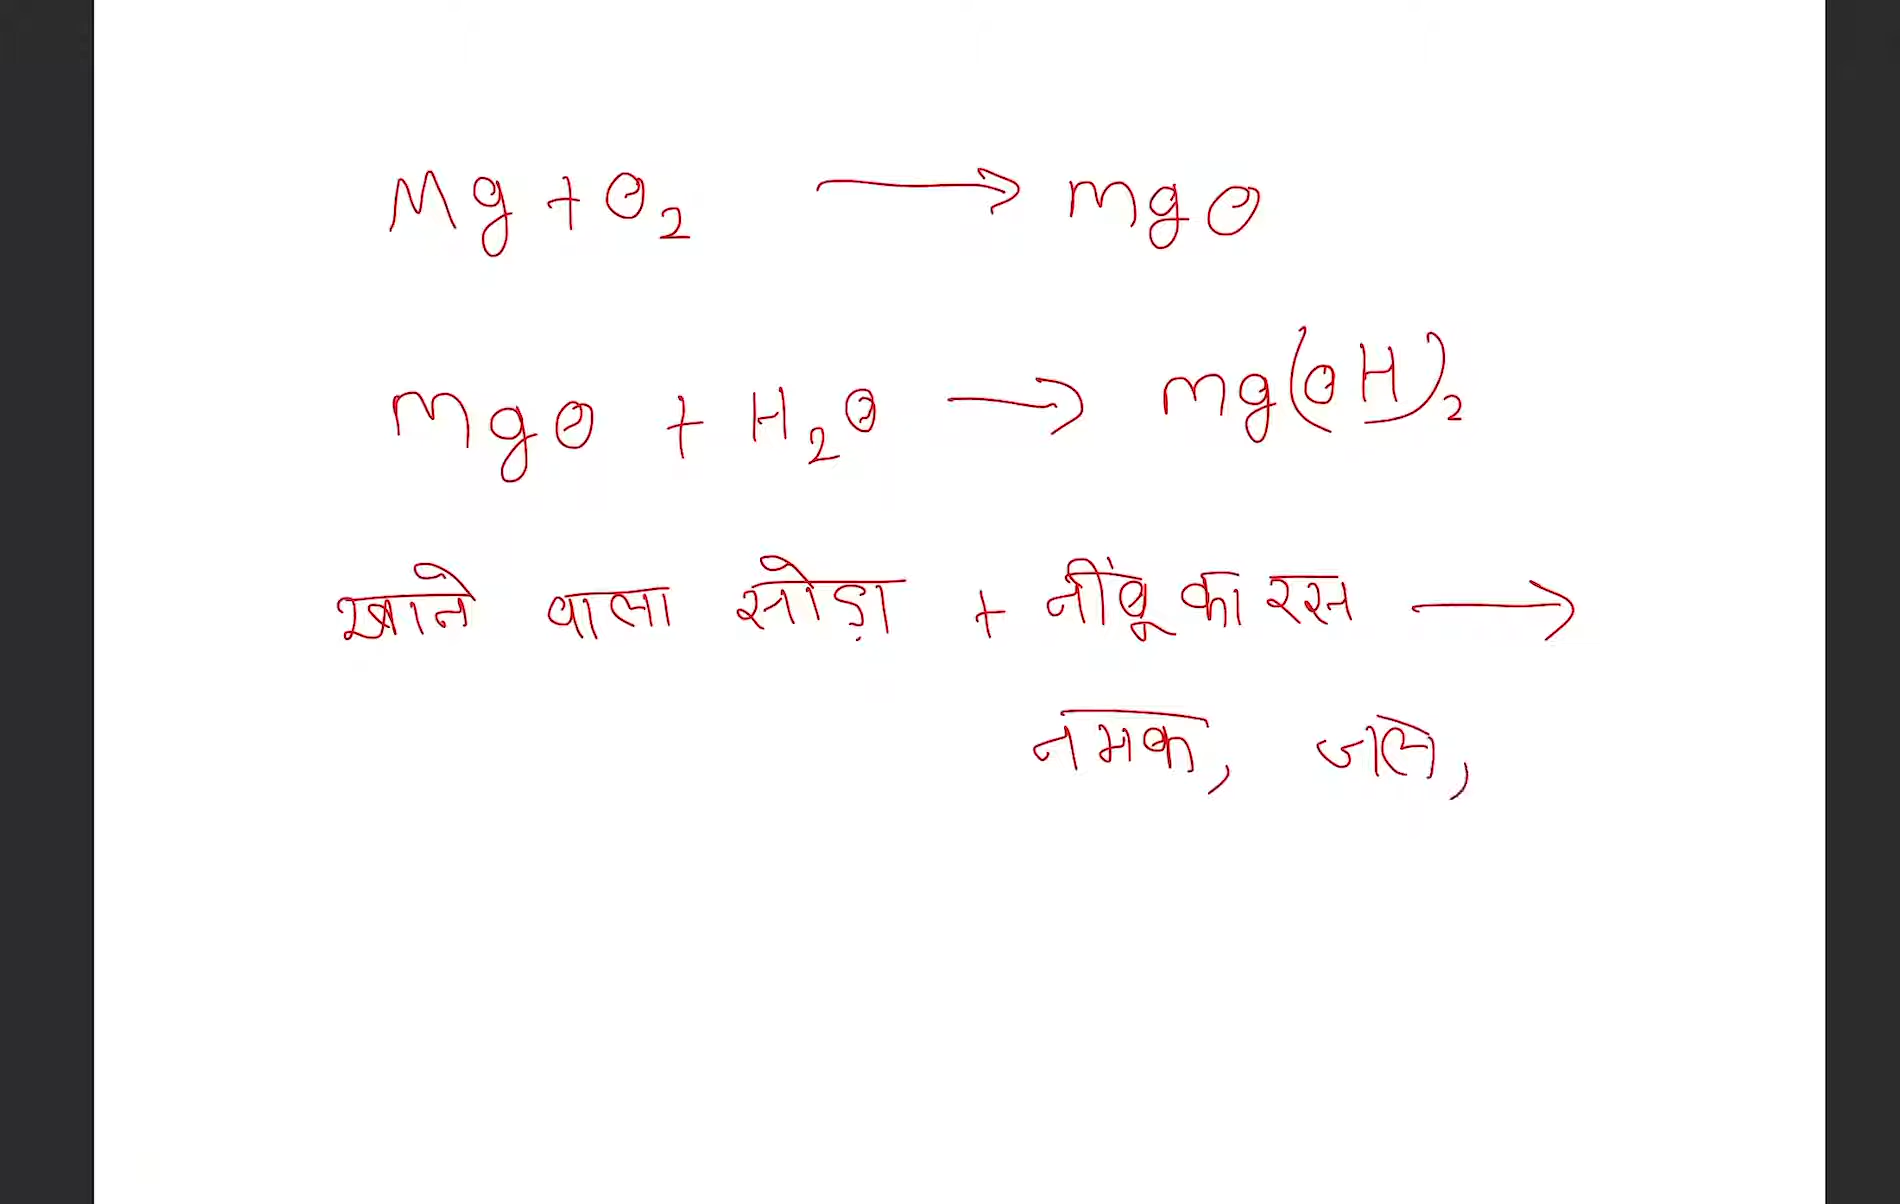 Mg + O₂ ⟶ MgO
MgO + H₂O ⟶ Mg(OH)₂
खाने वाला सोड़ा + नींबू का रस ⟶
नमक, जल,